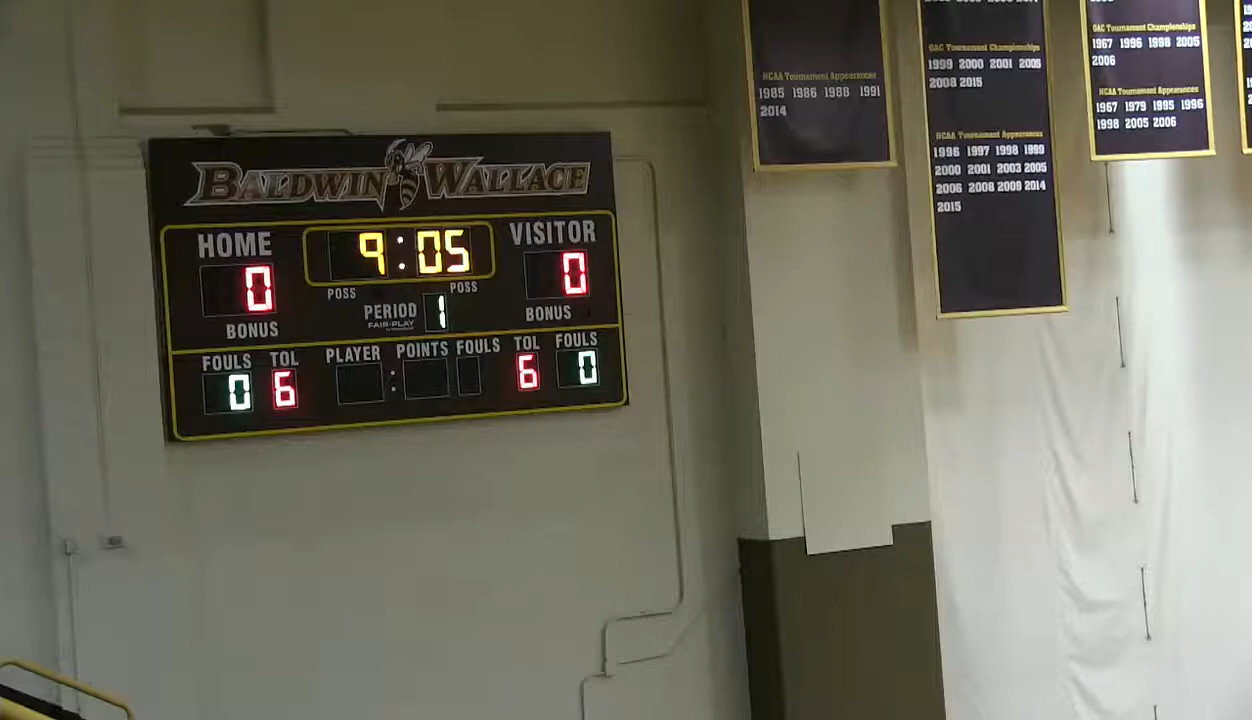 BALDWIN WALLACE
HOME
9:05
VISITOR
0
0
POSS
POSS
BONUS
PERIOD
1
BONUS
FAIR-PLAY
FOULS
TOL
PLAYER
POINTS
FOULS
TOL
FOULS
0
6
:
6
0
NCAA Tournament Appearances
1985 1986 1988 1991
2014
OAC Tournament Championships
1999 2000 2001 2005
2008 2015
NCAA Tournament Appearances
1996 1997 1998 1999
2000 2001 2003 2005
2006 2008 2009 2014
2015
OAC Tournament Championships
1967 1996 1998 2005
2006
NCAA Tournament Appearances
1967 1979 1995 1996
1998 2005 2006